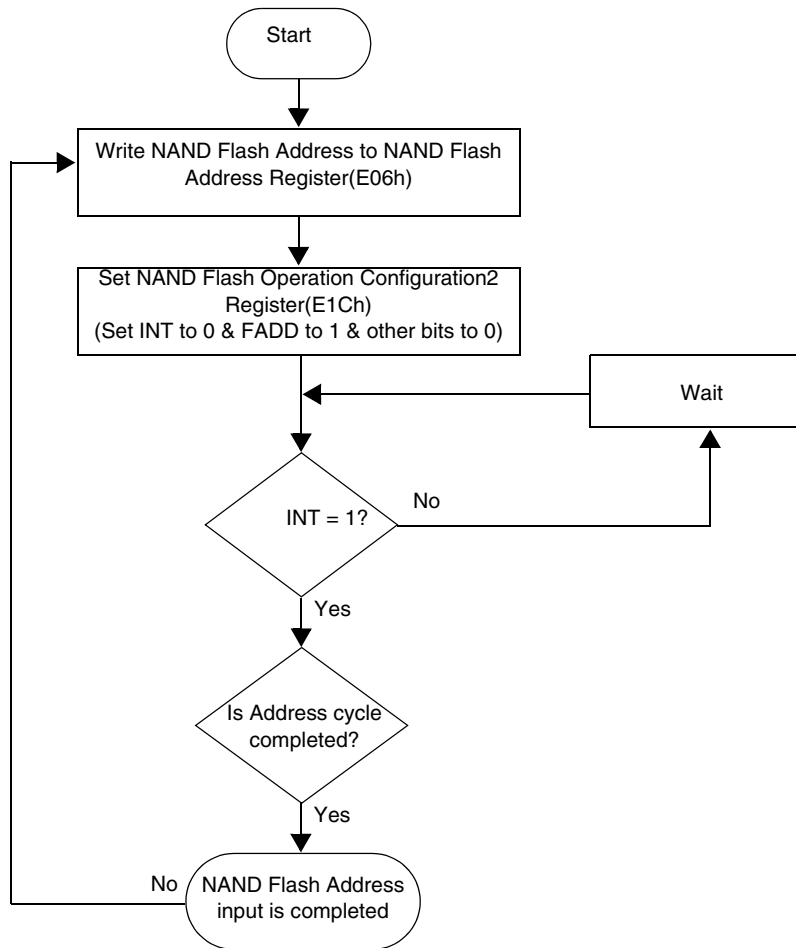 Start
Write NAND Flash Address to NAND Flash
Address Register(E06h)
Set NAND Flash Operation Configuration2
Register(E1Ch)
(Set INT to 0 & FADD to 1 & other bits to 0)
Wait
INT = 1?
No
Yes
Is Address cycle
completed?
Yes
No
NAND Flash Address
input is completed